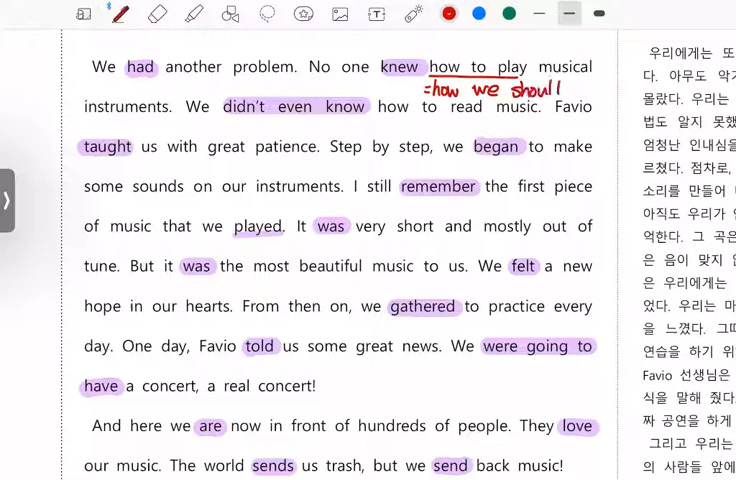 We had another problem. No one knew how to play musical
=how we shoul
instruments. We didn't even know how to read music. Favio
taught us with great patience. Step by step, we began to make
some sounds on our instruments. I still remember the first piece
of music that we played. It was very short and mostly out of
tune. But it was the most beautiful music to us. We felt a new
hope in our hearts. From then on, we gathered to practice every
day. One day, Favio told us some great news. We were going to
have a concert, a real concert!
And here we are now in front of hundreds of people. They love
our music. The world sends us trash, but we send back music!
우리에게는 또
다. 아무도 악기
몰랐다. 우리는
법도 알지 못했
엄청난 인내심을
르쳤다. 점차로,
소리를 만들어
아직도 우리가
억한다. 그 곡은
은 음이 맞지 않
은 우리에게는
었다. 우리는 마
을 느꼈다. 그때
연습을 하기 위
Favio 선생님은
식을 말해 줬다
짜 공연을 하게
그리고 우리는
의 사람들 앞에